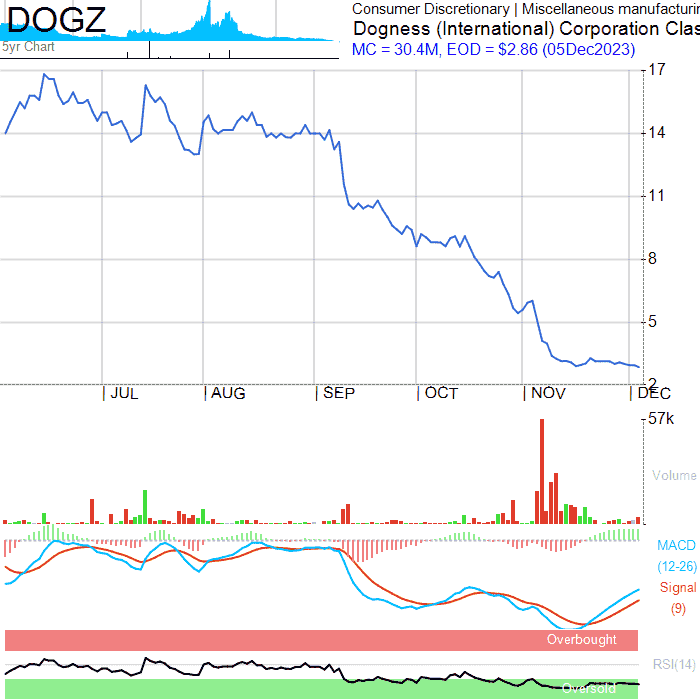 DOGZ
5yr Chart
Consumer Discretionary | Miscellaneous manufacturin
Dogness (International) Corporation Clas
MC = 30.4M, EOD = $2.86 (05Dec2023)
17
14
11
8
5
2
| JUL | AUG | SEP | OCT | NOV | DEC
57k
Volume
MACD
(12-26)
Signal
(9)
Overbought
RSI(14)
Oversold